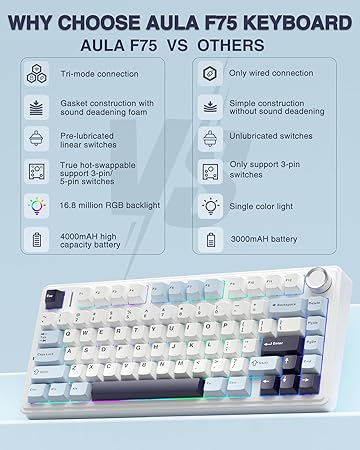 WHY CHOOSE AULA F75 KEYBOARD
AULA F75 VS OTHERS
Tri-mode connection
Only wired connection
Gasket construction with
sound deadening foam
Simple construction
without sound deadening
Pre-lubricated
linear switches
Unlubricated switches
True hot-swappable
support 3-pin/
5-pin switches
Only support 3-pin
switches
16.8 million RGB backlight
Single color light
4000mAH high
capacity battery
3000mAH battery
VS
Esc
Backspace
Delete
Q W E R T Y U I O P
PgUp
Caps Lock
A S D F G H J K L
Enter